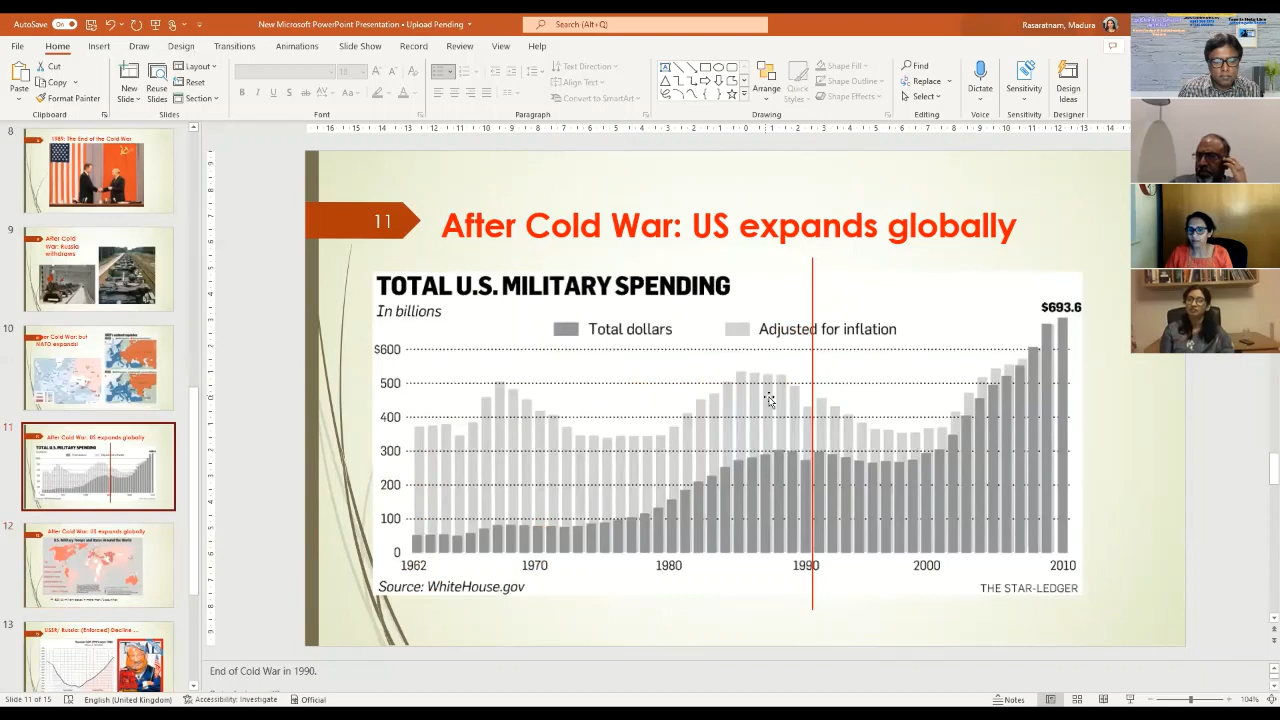 AutoSave On New Microsoft PowerPoint Presentation • Upload Pending Search (Alt+Q) Rasaratnam, Madura
File Home Insert Draw Design Transitions Animations Slide Show Record Review View Help
Paste Cut Copy Format Painter
New Slide Reuse Slides Layout Reset Section
Text Direction Align Text Convert to SmartArt
Arrange Quick Styles Shape Fill Shape Outline Shape Effects
Find Replace Select
Dictate Sensitivity Design Ideas
Clipboard Slides Font Paragraph Drawing Editing Voice Sensitivity Designer
8
1989: The End of the Cold War
9
After Cold War: Russia withdraws
10
After Cold War: but NATO expands!
11
After Cold War: US expands globally
12
After Cold War: US expands globally
13
USSR/ Russia: (Enforced) Decline ...
11
After Cold War: US expands globally
TOTAL U.S. MILITARY SPENDING
In billions
Total dollars Adjusted for inflation
$693.6
$600
500
400
300
200
100
0
1962 1970 1980 1990 2000 2010
Source: WhiteHouse.gov THE STAR-LEDGER
End of Cold War in 1990.
Slide 11 of 15 English (United Kingdom) Accessibility: Investigate Official Notes 104%